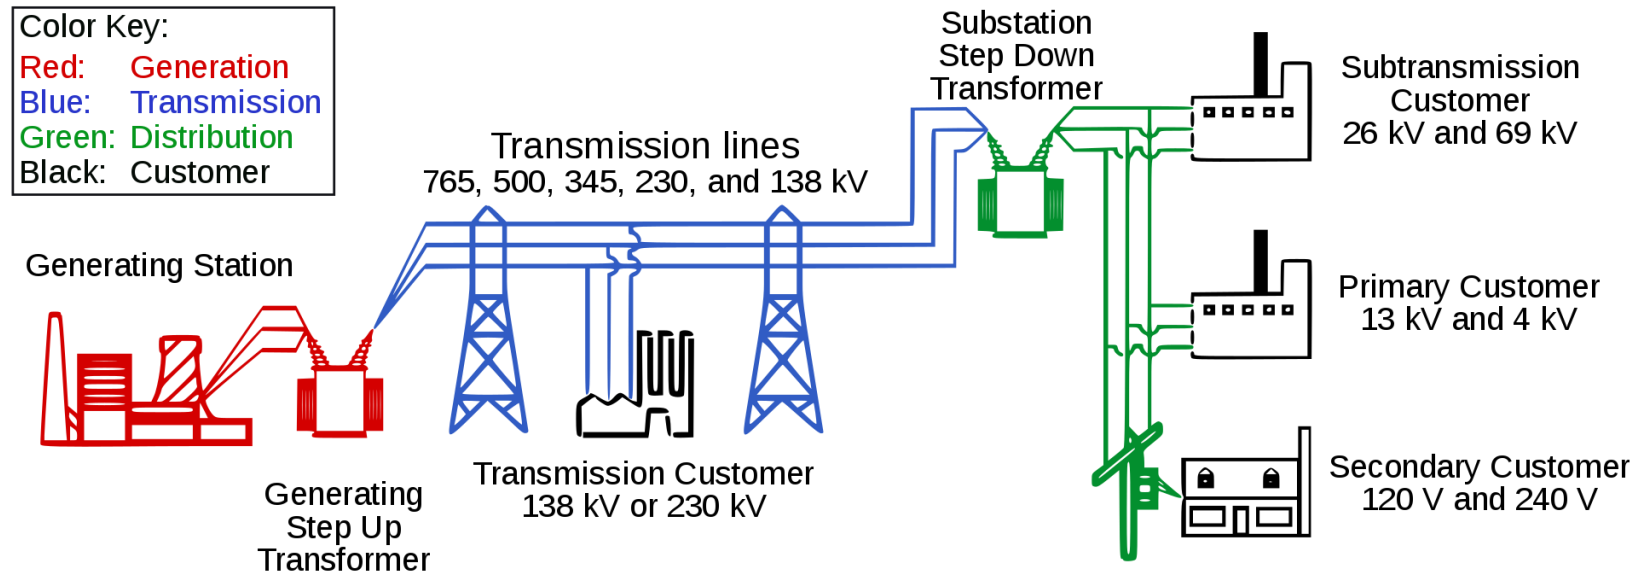 Color Key:
Red: Generation
Blue: Transmission
Green: Distribution
Black: Customer
Generating Station
Generating
Step Up
Transformer
Transmission lines
765, 500, 345, 230, and 138 kV
Transmission Customer
138 kV or 230 kV
Substation
Step Down
Transformer
Subtransmission
Customer
26 kV and 69 kV
Primary Customer
13 kV and 4 kV
Secondary Customer
120 V and 240 V